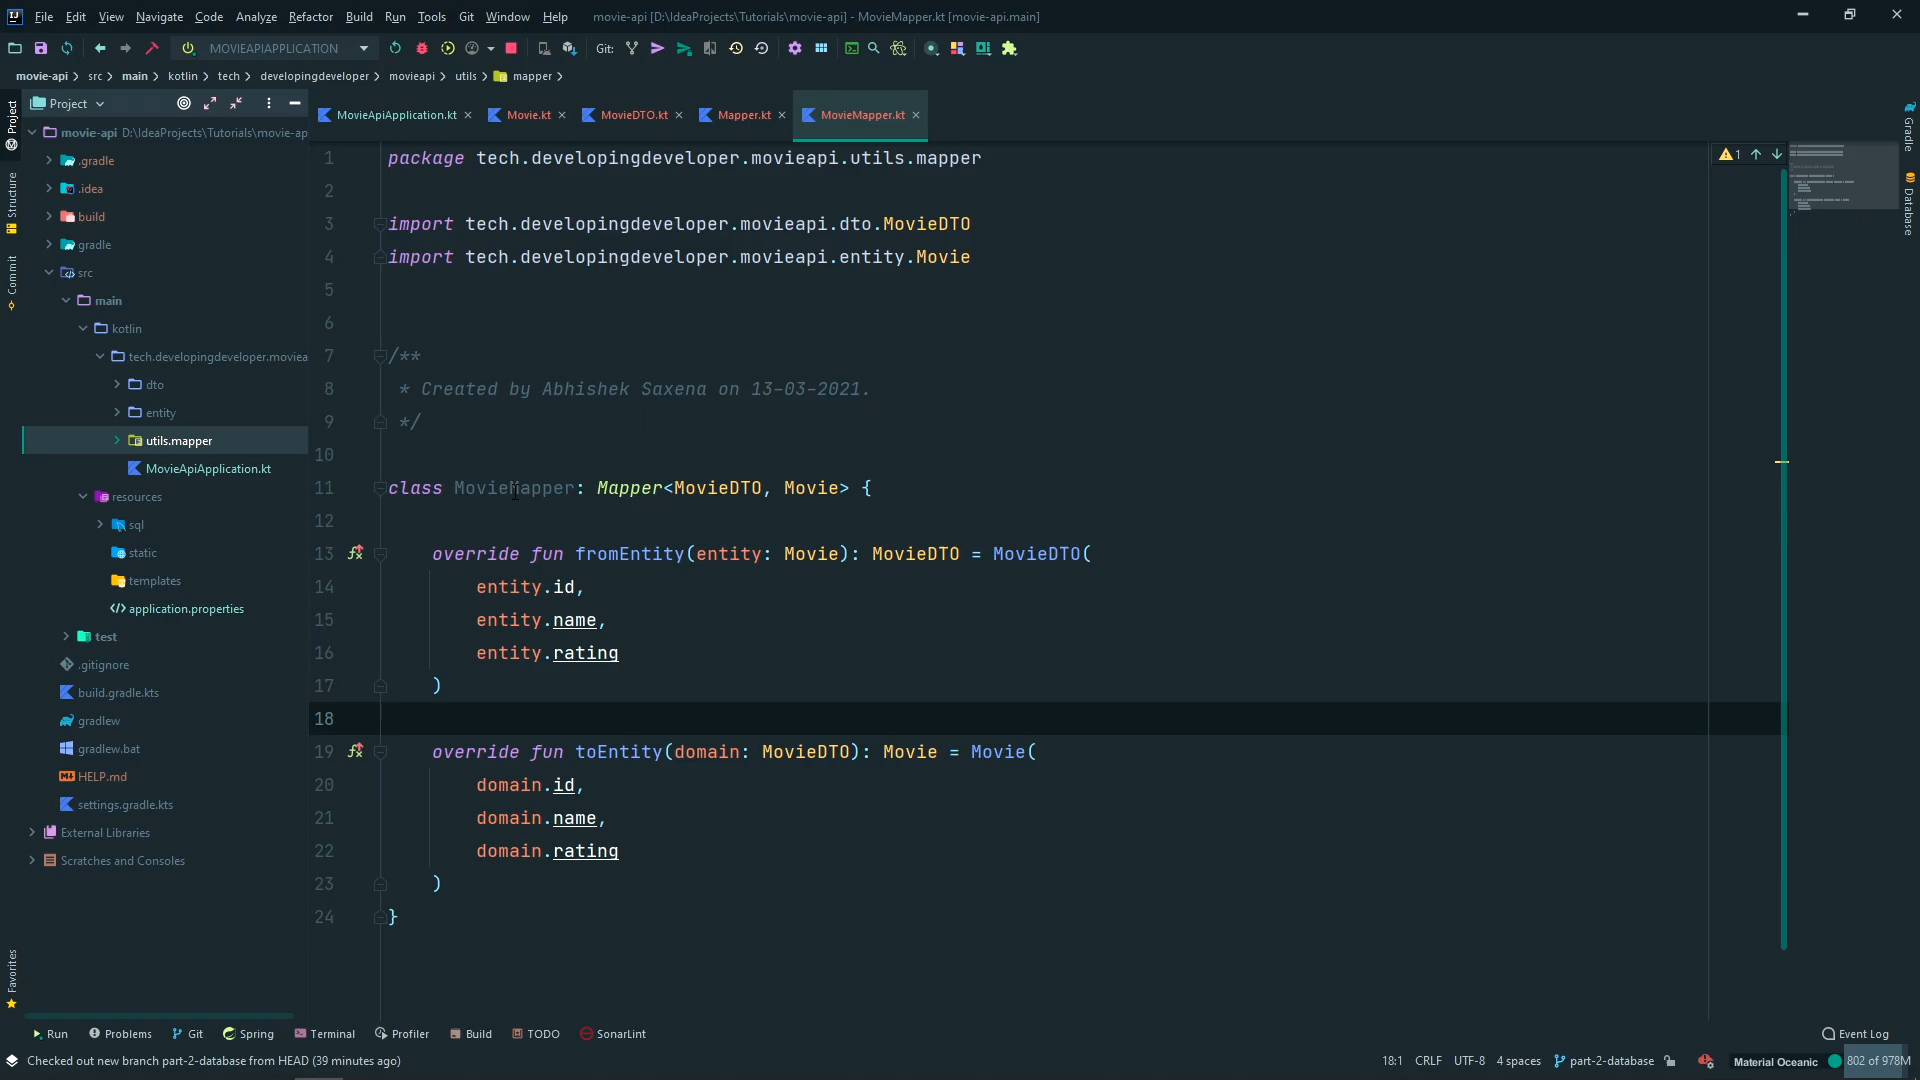 File Edit View Navigate Code Analyze Refactor Build Run Tools Git Window Help movie-api [D:\IdeaProjects\Tutorials\movie-api] - MovieMapper.kt [movie-api.main]
MOVIEAPIAPPLICATION Git:
movie-api src main kotlin tech developingdeveloper movieapi utils mapper
Project
MovieApiApplication.kt Movie.kt MovieDTO.kt Mapper.kt MovieMapper.kt
movie-api D:\IdeaProjects\Tutorials\movie-ap
.gradle
.idea
build
gradle
src
main
kotlin
tech.developingdeveloper.moviea
dto
entity
utils.mapper
MovieApiApplication.kt
resources
sql
static
templates
application.properties
test
.gitignore
build.gradle.kts
gradlew
gradlew.bat
HELP.md
settings.gradle.kts
External Libraries
Scratches and Consoles
Project
Structure
Commit
Favorites
1 package tech.developingdeveloper.movieapi.utils.mapper
2
3 import tech.developingdeveloper.movieapi.dto.MovieDTO
4 import tech.developingdeveloper.movieapi.entity.Movie
5
6
7 /**
8 * Created by Abhishek Saxena on 13-03-2021.
9 */
10
11 class MovieMapper: Mapper<MovieDTO, Movie> {
12
13 override fun fromEntity(entity: Movie): MovieDTO = MovieDTO(
14 entity.id,
15 entity.name,
16 entity.rating
17 )
18
19 override fun toEntity(domain: MovieDTO): Movie = Movie(
20 domain.id,
21 domain.name,
22 domain.rating
23 )
24 }
1
Gradle
Database
Run Problems Git Spring Terminal Profiler Build TODO SonarLint Event Log
Checked out new branch part-2-database from HEAD (39 minutes ago) 18:1 CRLF UTF-8 4 spaces part-2-database Material Oceanic 802 of 978M